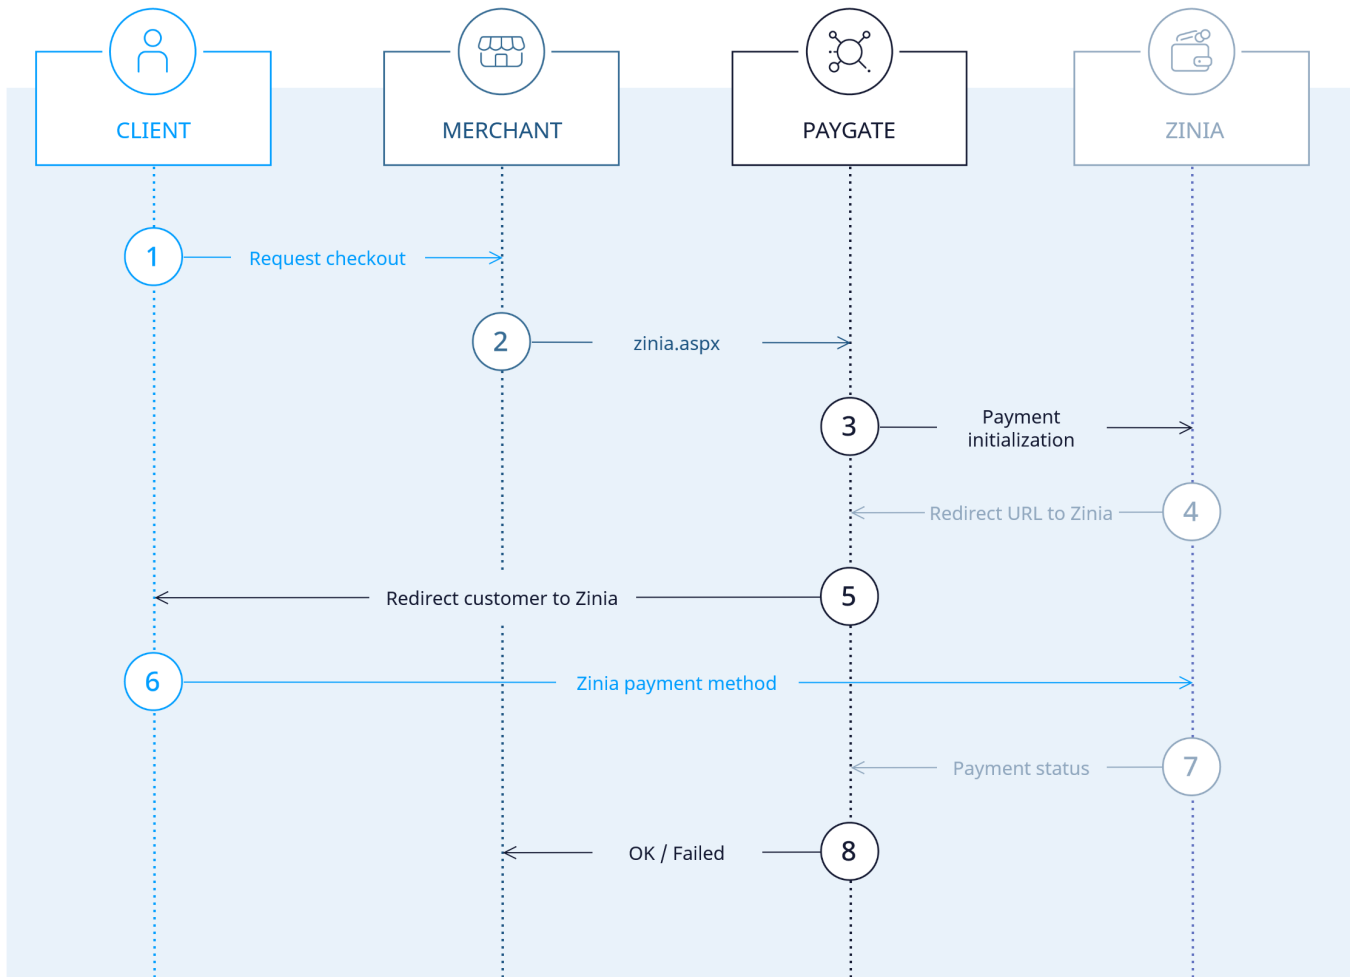 CLIENT
MERCHANT
PAYGATE
ZINIA
1
Request checkout
2
zinia.aspx
3
Payment
initialization
Redirect URL to Zinia
4
Redirect customer to Zinia
5
6
Zinia payment method
Payment status
7
OK / Failed
8